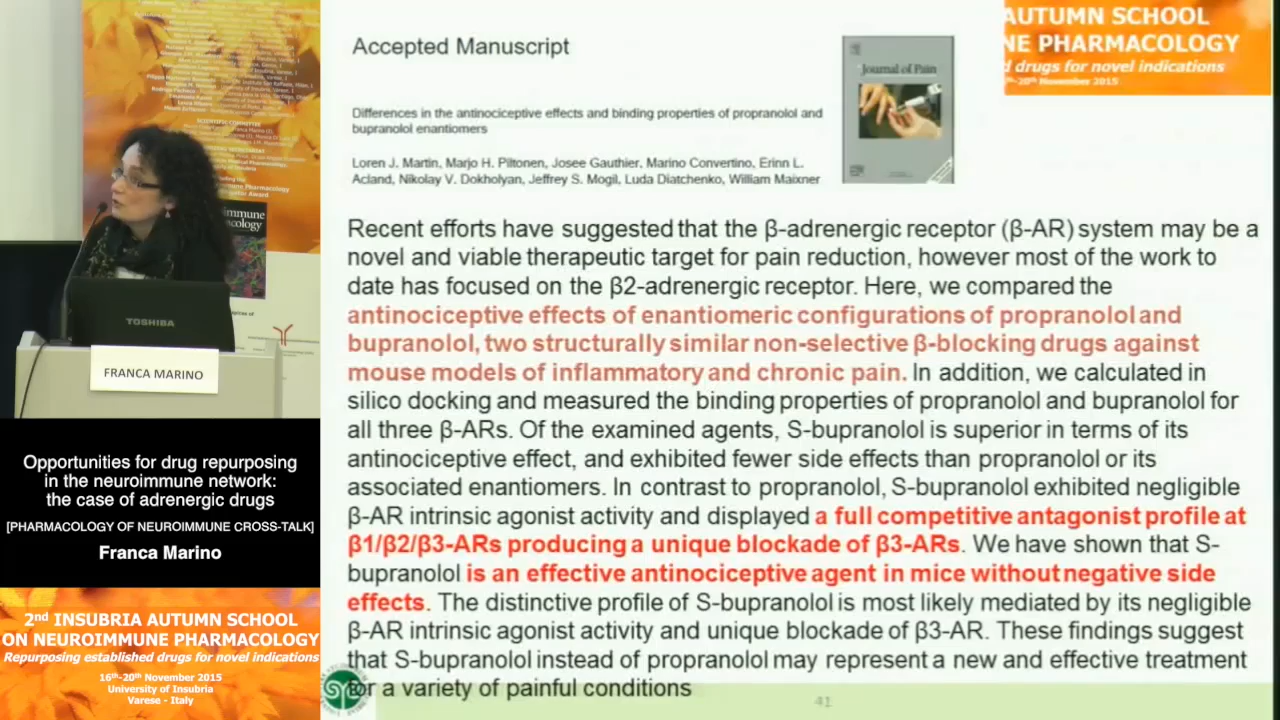 Accepted Manuscript
Journal of Pain
Differences in the antinociceptive effects and binding properties of propranolol and
bupranolol enantiomers
Loren J. Martin, Marjo H. Piltonen, Josee Gauthier, Marino Convertino, Erinn L.
Acland, Nikolay V. Dokholyan, Jeffrey S. Mogil, Luda Diatchenko, William Maixner
AUTUMN SCHOOL
NE PHARMACOLOGY
d drugs for novel indications
-20th November 2015
Recent efforts have suggested that the β-adrenergic receptor (β-AR) system may be a
novel and viable therapeutic target for pain reduction, however most of the work to
date has focused on the β2-adrenergic receptor. Here, we compared the
antinociceptive effects of enantiomeric configurations of propranolol and
bupranolol, two structurally similar non-selective β-blocking drugs against
mouse models of inflammatory and chronic pain. In addition, we calculated in
silico docking and measured the binding properties of propranolol and bupranolol for
all three β-ARs. Of the examined agents, S-bupranolol is superior in terms of its
antinociceptive effect, and exhibited fewer side effects than propranolol or its
associated enantiomers. In contrast to propranolol, S-bupranolol exhibited negligible
β-AR intrinsic agonist activity and displayed a full competitive antagonist profile at
β1/β2/β3-ARs producing a unique blockade of β3-ARs. We have shown that S-
bupranolol is an effective antinociceptive agent in mice without negative side
effects. The distinctive profile of S-bupranolol is most likely mediated by its negligible
β-AR intrinsic agonist activity and unique blockade of β3-AR. These findings suggest
that S-bupranolol instead of propranolol may represent a new and effective treatment
for a variety of painful conditions
41
SCIENTIFIC COMMITTEE
mmune Pharmacology
mmune
cology
TOSHIBA
FRANCA MARINO
Opportunities for drug repurposing
in the neuroimmune network:
the case of adrenergic drugs
[PHARMACOLOGY OF NEUROIMMUNE CROSS-TALK]
Franca Marino
2nd INSUBRIA AUTUMN SCHOOL
ON NEUROIMMUNE PHARMACOLOGY
Repurposing established drugs for novel indications
16th-20th November 2015
University of Insubria
Varese - Italy